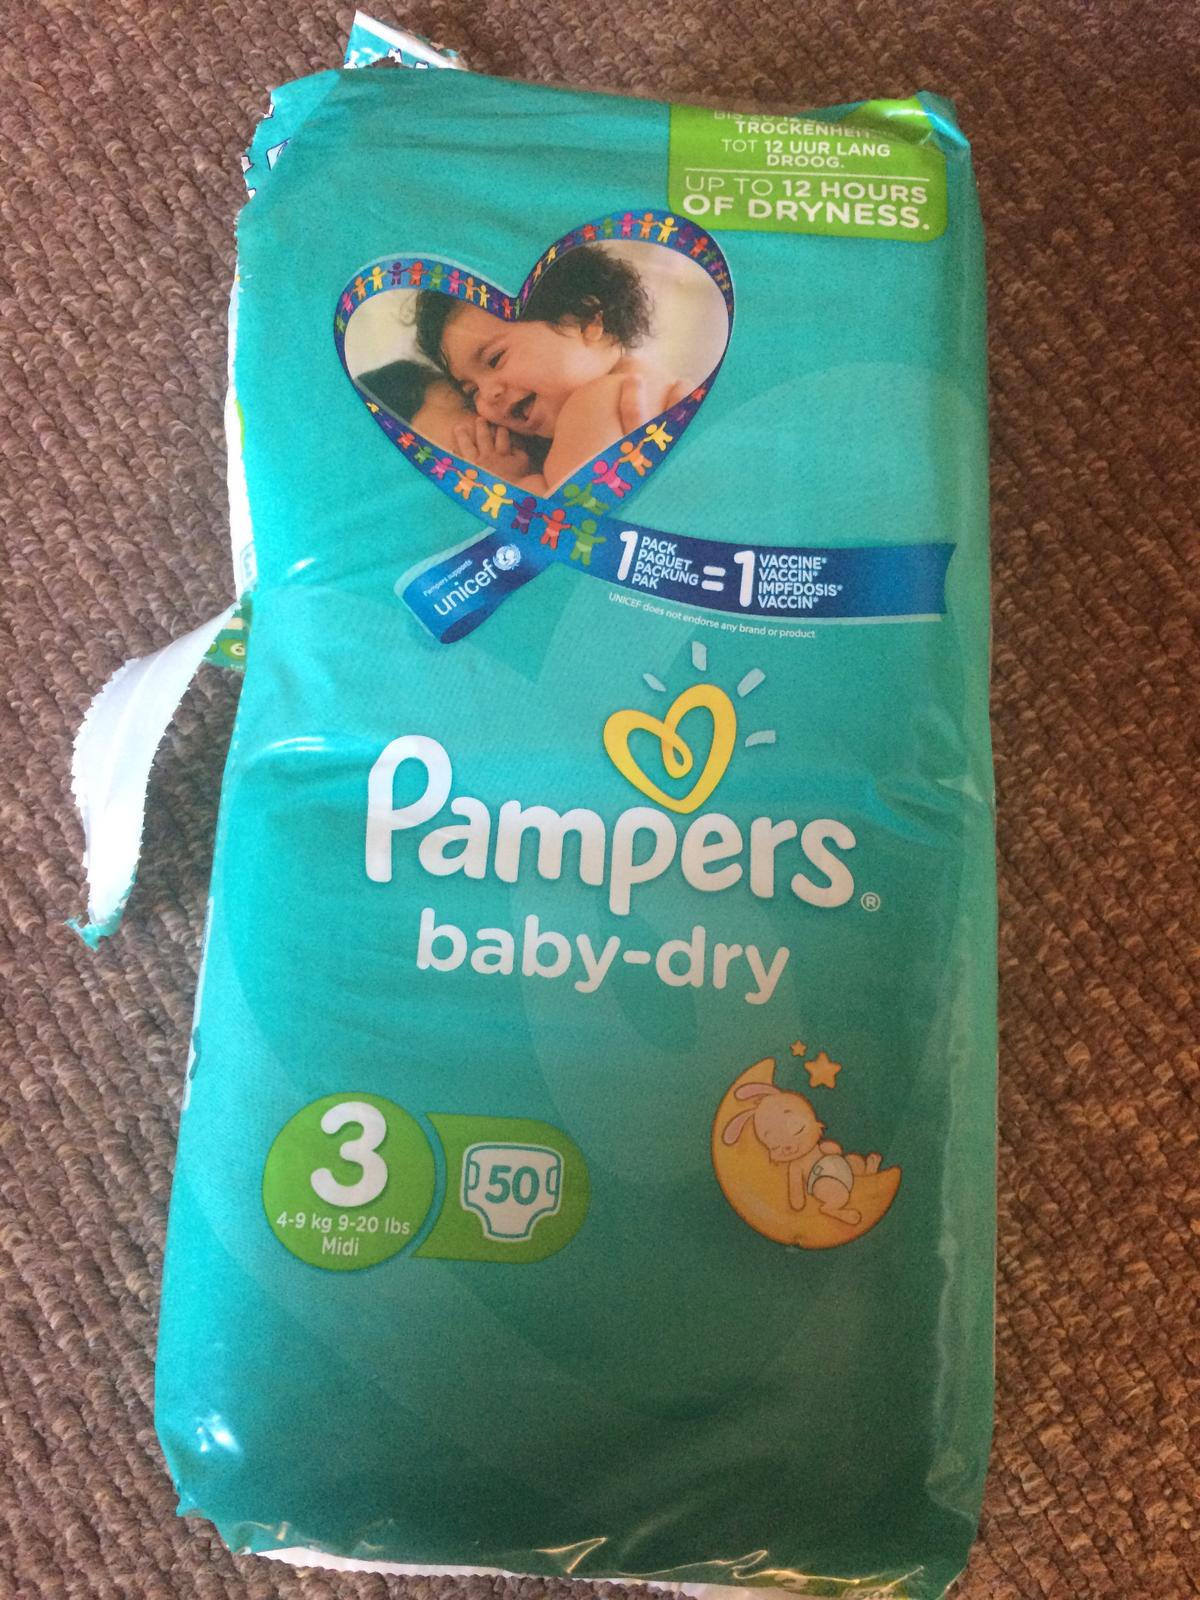 TOT 12 UUR LANG
DROOG.
UP TO 12 HOURS
OF DRYNESS.
Pampers supports
unicef
1 PACK PAQUET PACKUNG PAK = 1 VACCINE* VACCIN* IMPFDOSIS* VACCIN*
UNICEF does not endorse any brand or product
Pampers®
baby-dry
3
50
4-9 kg 9-20 lbs
Midi